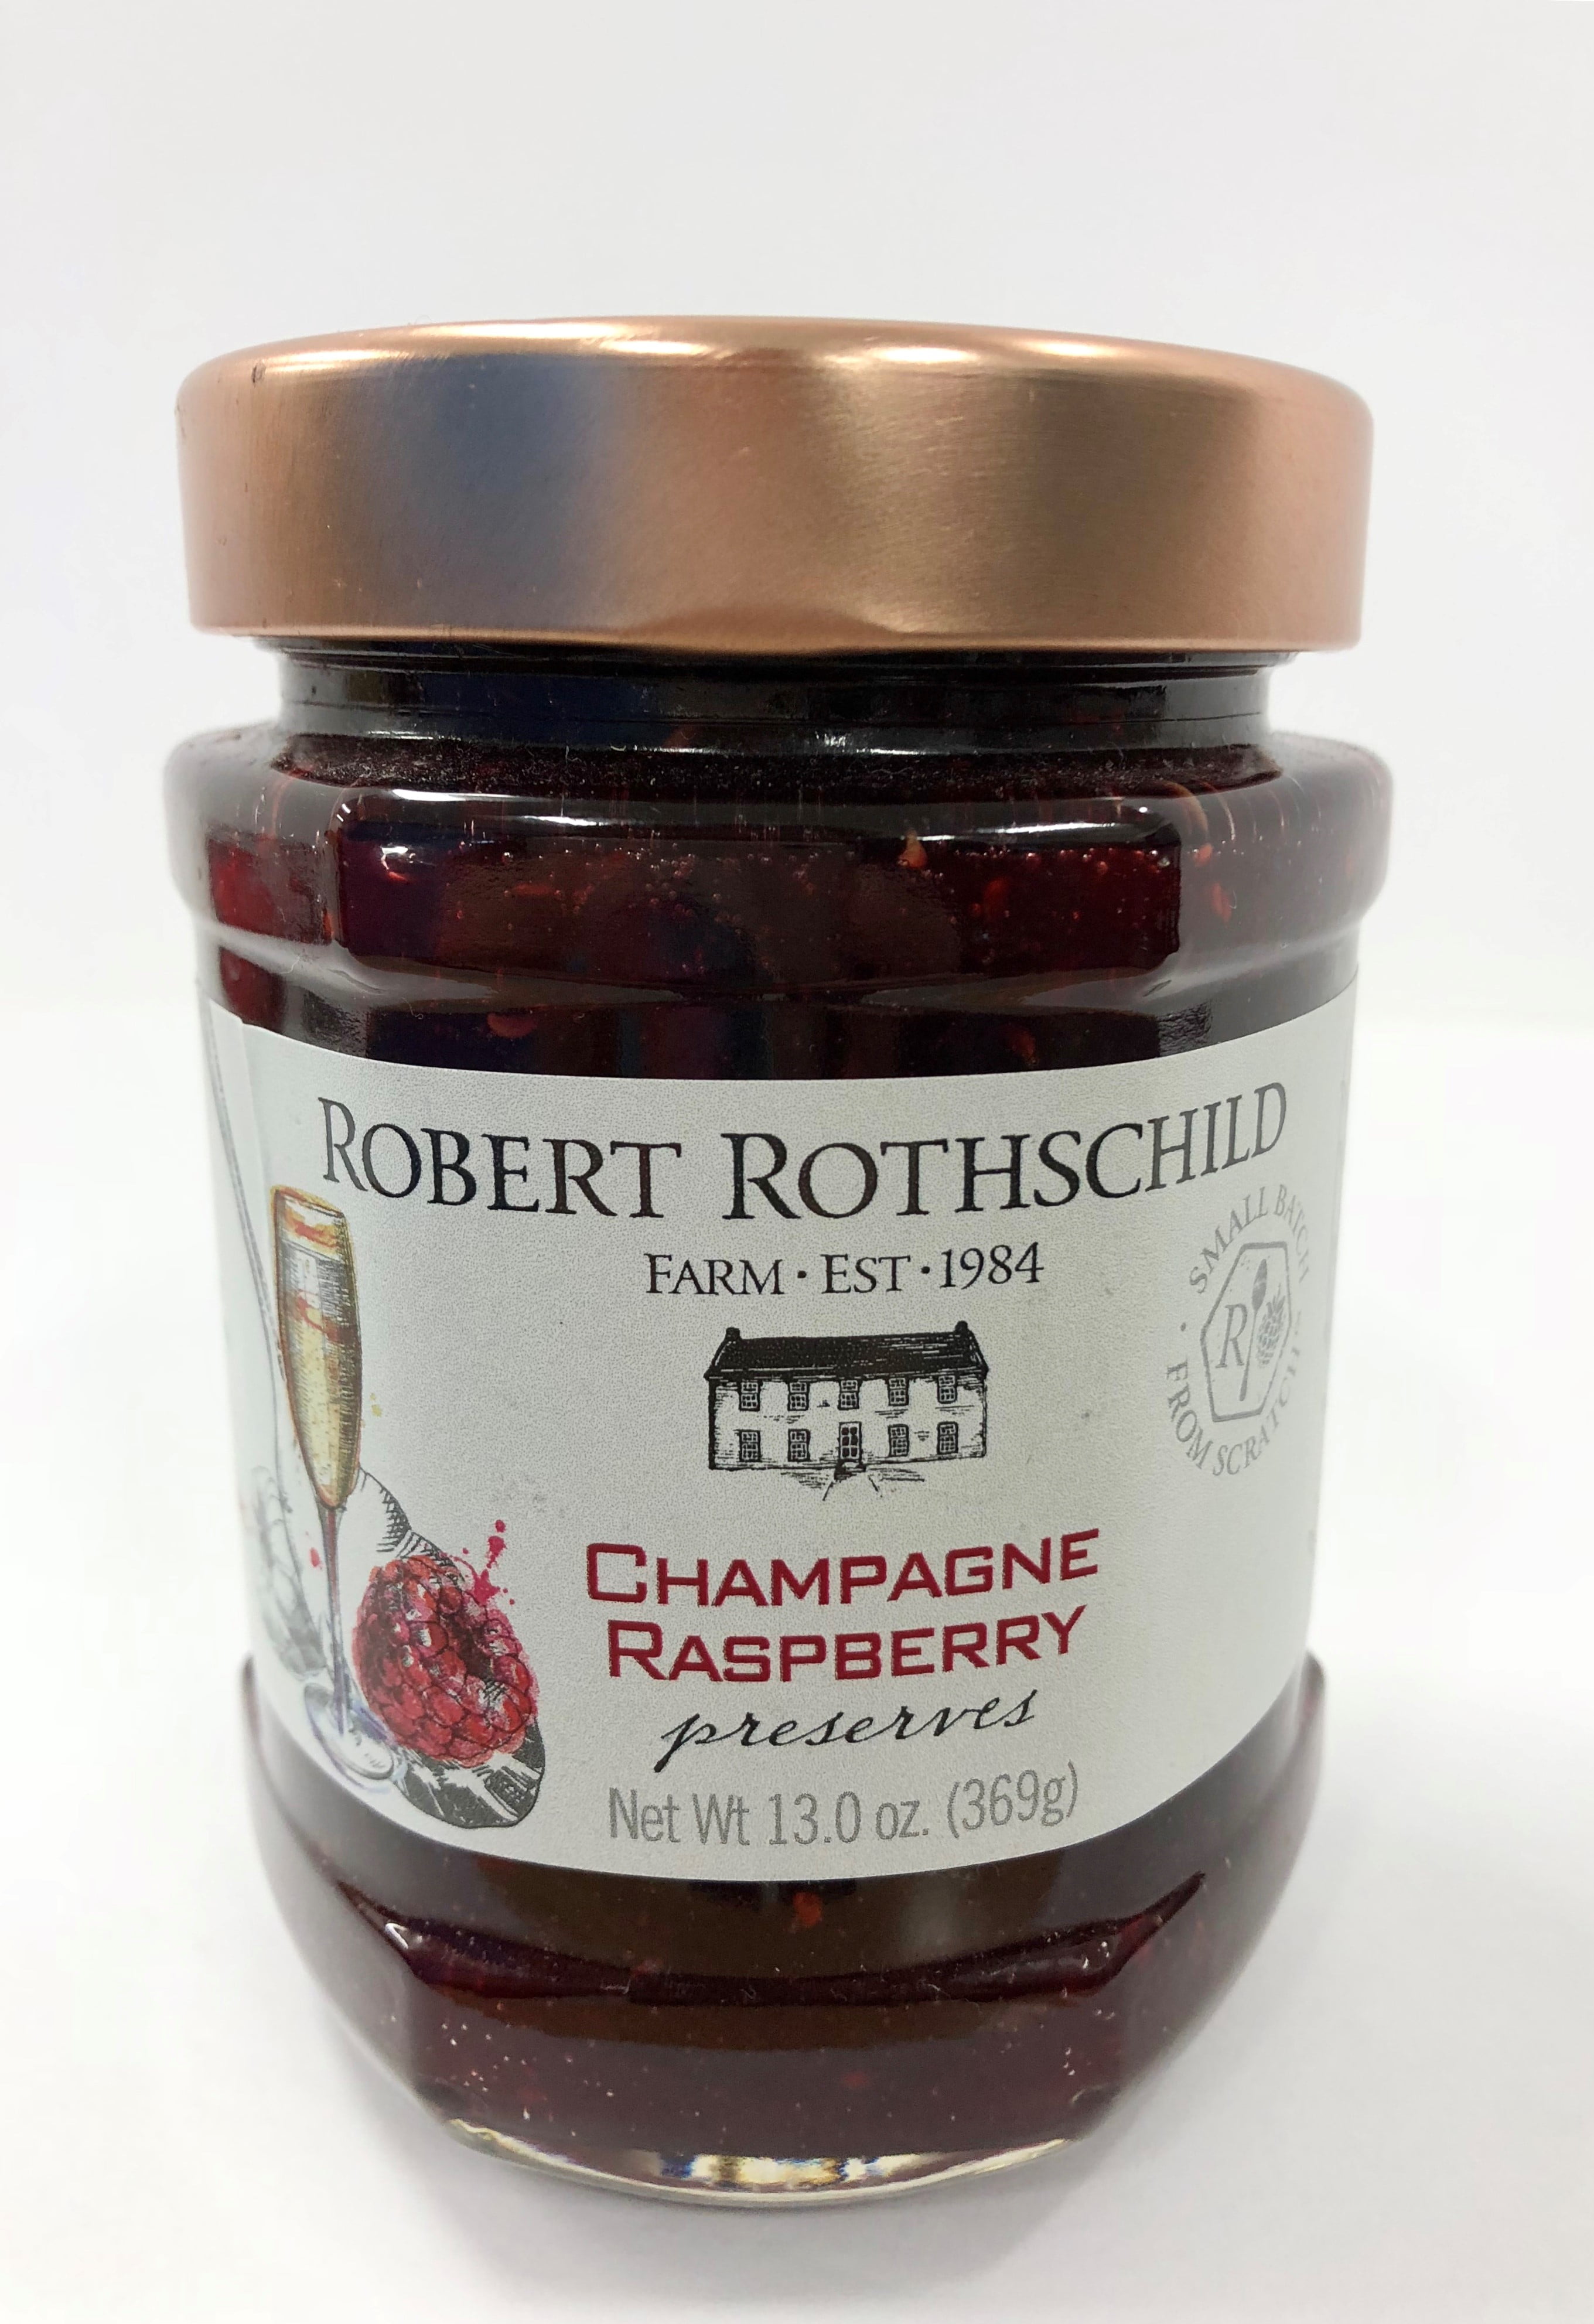 ROBERT ROTHSCHILD
FARM · EST · 1984
SMALL BATCH
· FROM SCRATCH ·
R
CHAMPAGNE
RASPBERRY
preserves
Net Wt 13.0 oz. (369g)